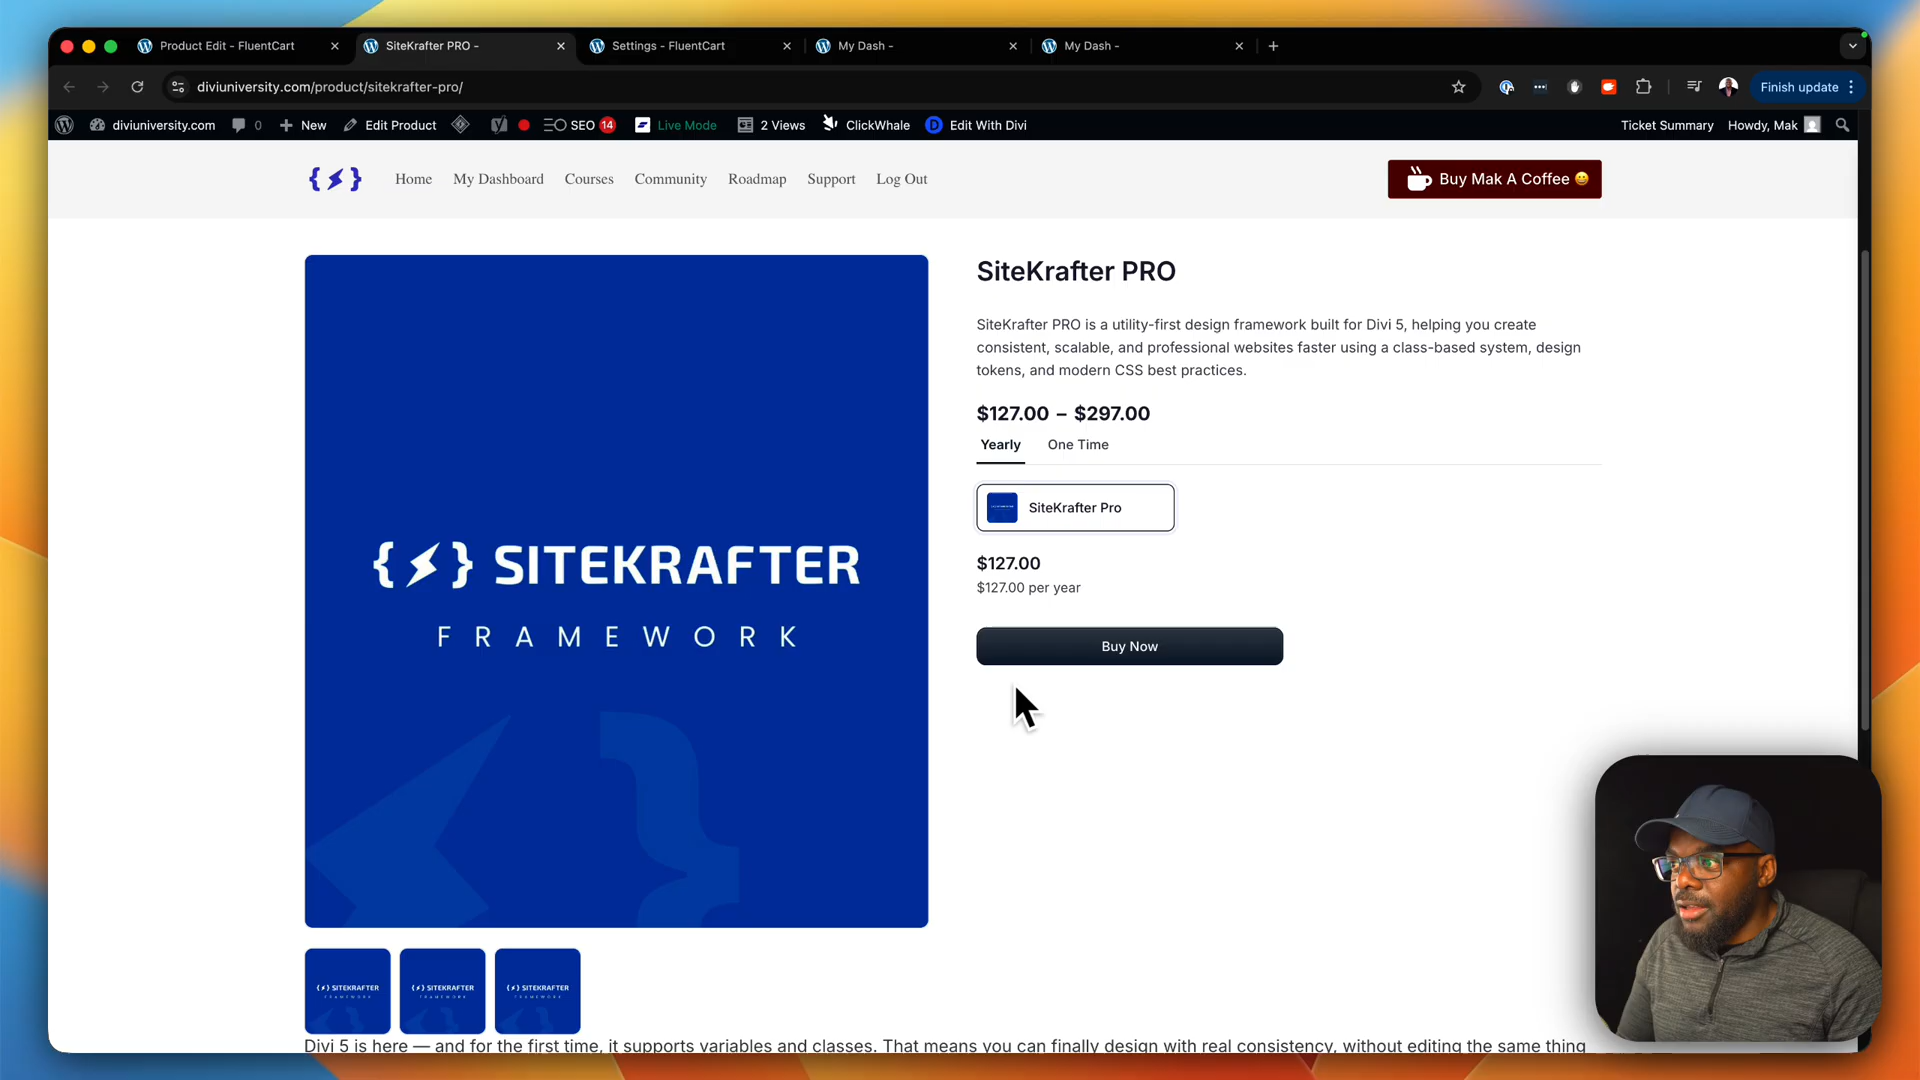 Product Edit - FluentCart
SiteKrafter PRO -
Settings - FluentCart
My Dash -
My Dash -
diviuniversity.com/product/sitekrafter-pro/
Finish update
diviuniversity.com
0
New
Edit Product
SEO 14
Live Mode
2 Views
ClickWhale
Edit With Divi
Ticket Summary
Howdy, Mak
Home
My Dashboard
Courses
Community
Roadmap
Support
Log Out
Buy Mak A Coffee 😀
SiteKrafter PRO
SiteKrafter PRO is a utility-first design framework built for Divi 5, helping you create
consistent, scalable, and professional websites faster using a class-based system, design
tokens, and modern CSS best practices.
$127.00 – $297.00
Yearly
One Time
SiteKrafter Pro
$127.00
$127.00 per year
Buy Now
SITEKRAFTER
FRAMEWORK
SITEKRAFTER
FRAMEWORK
SITEKRAFTER
FRAMEWORK
SITEKRAFTER
FRAMEWORK
Divi 5 is here — and for the first time, it supports variables and classes. That means you can finally design with real consistency, without editing the same thing